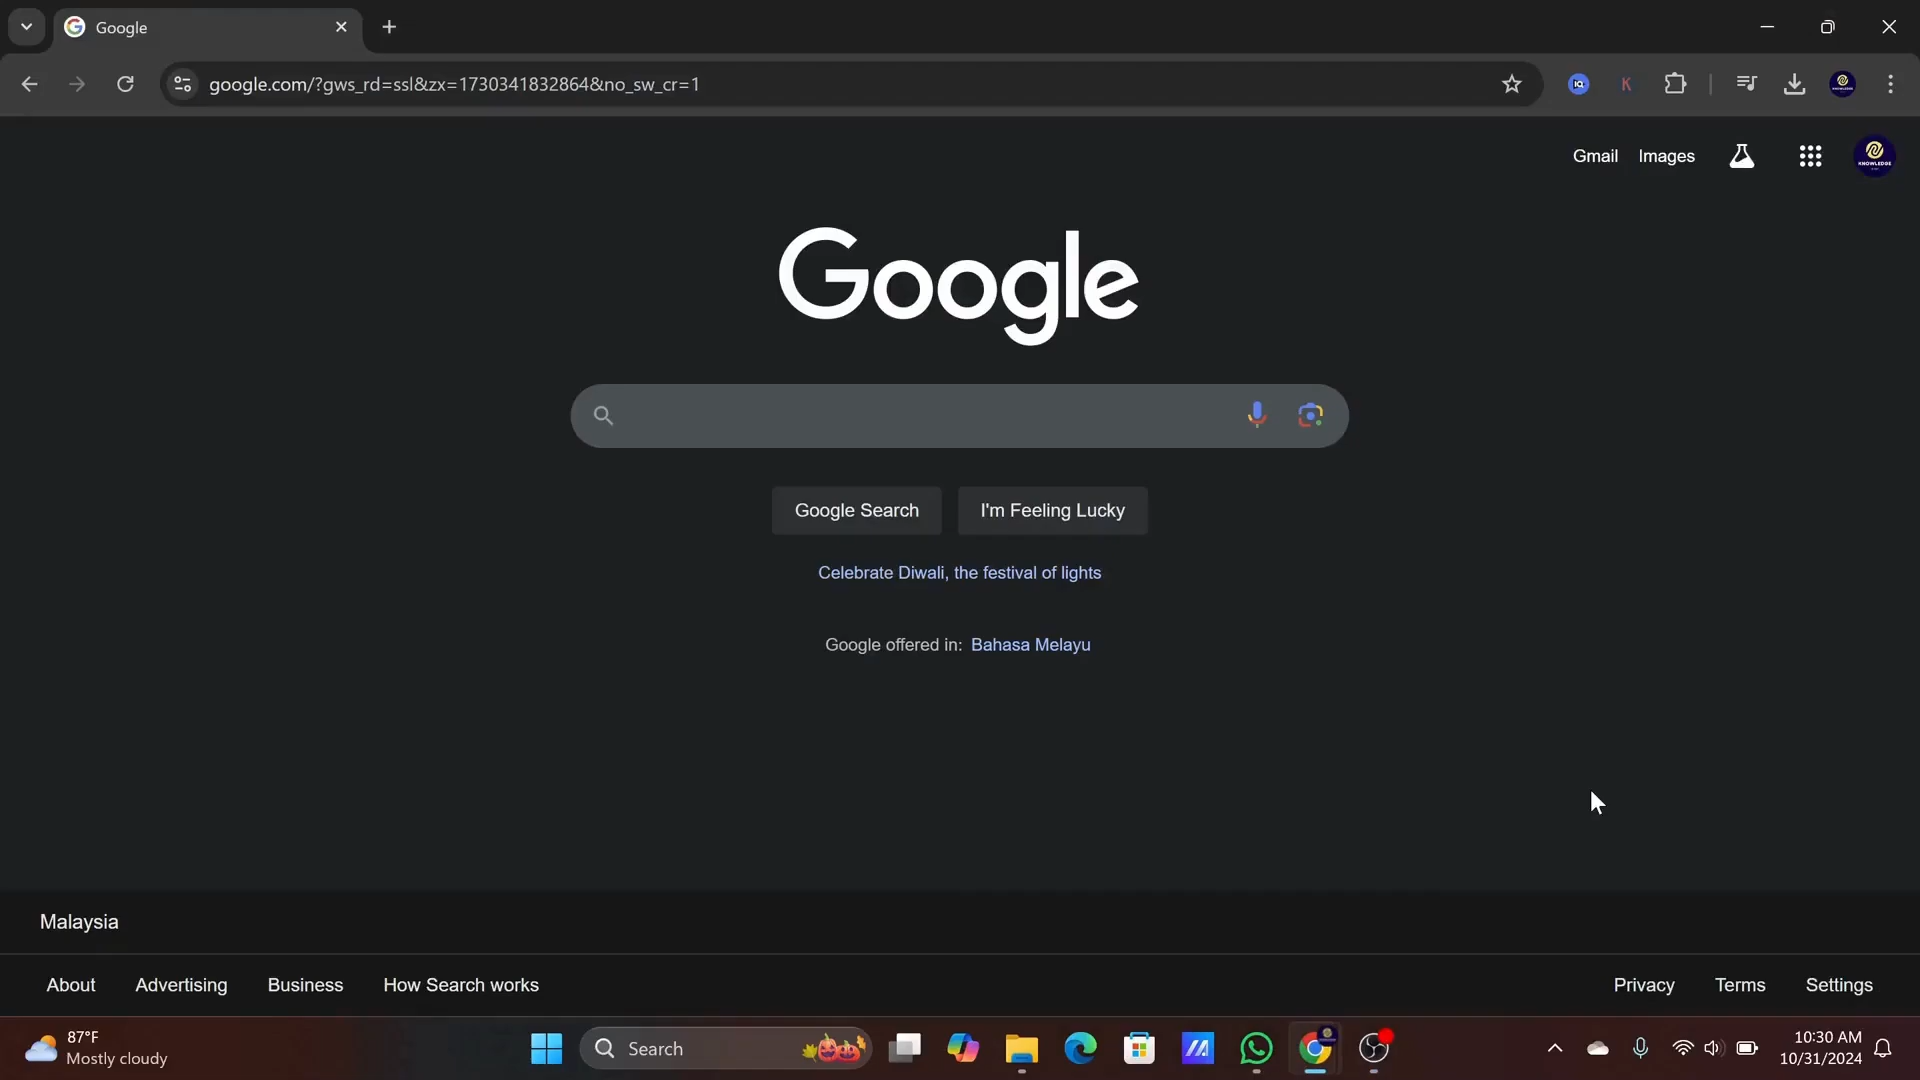 Google
google.com/?gws_rd=ssl&zx=1730341832864&no_sw_cr=1
Gmail Images
KNOWLEDGE
Google
Google Search I'm Feeling Lucky
Celebrate Diwali, the festival of lights
Google offered in: Bahasa Melayu
Malaysia
About Advertising Business How Search works Privacy Terms Settings
87°F
Mostly cloudy
Search
10:30 AM
10/31/2024